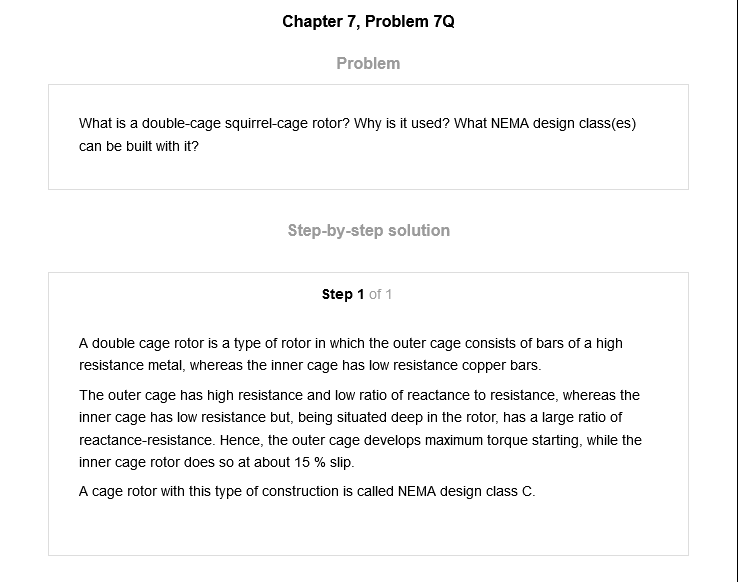 Chapter 7, Problem 7Q
Problem
What is a double-cage squirrel-cage rotor? Why is it used? What NEMA design class(es)
can be built with it?
Step-by-step solution
Step 1 of 1
A double cage rotor is a type of rotor in which the outer cage consists of bars of a high
resistance metal, whereas the inner cage has low resistance copper bars.
The outer cage has high resistance and low ratio of reactance to resistance, whereas the
inner cage has low resistance but, being situated deep in the rotor, has a large ratio of
reactance-resistance. Hence, the outer cage develops maximum torque starting, while the
inner cage rotor does so at about 15 % slip.
A cage rotor with this type of construction is called NEMA design class C.